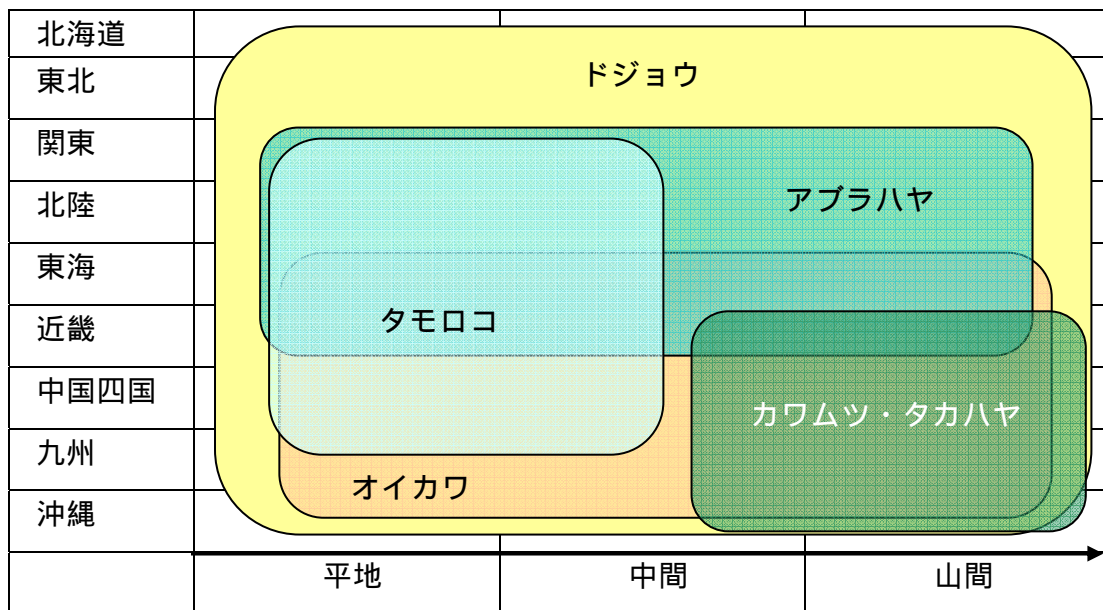 北海道
東北
ドジョウ
関東
北陸
アブラハヤ
東海
近畿
タモロコ
中国四国
カワムツ・タカハヤ
九州
オイカワ
沖縄
平地 中間 山間